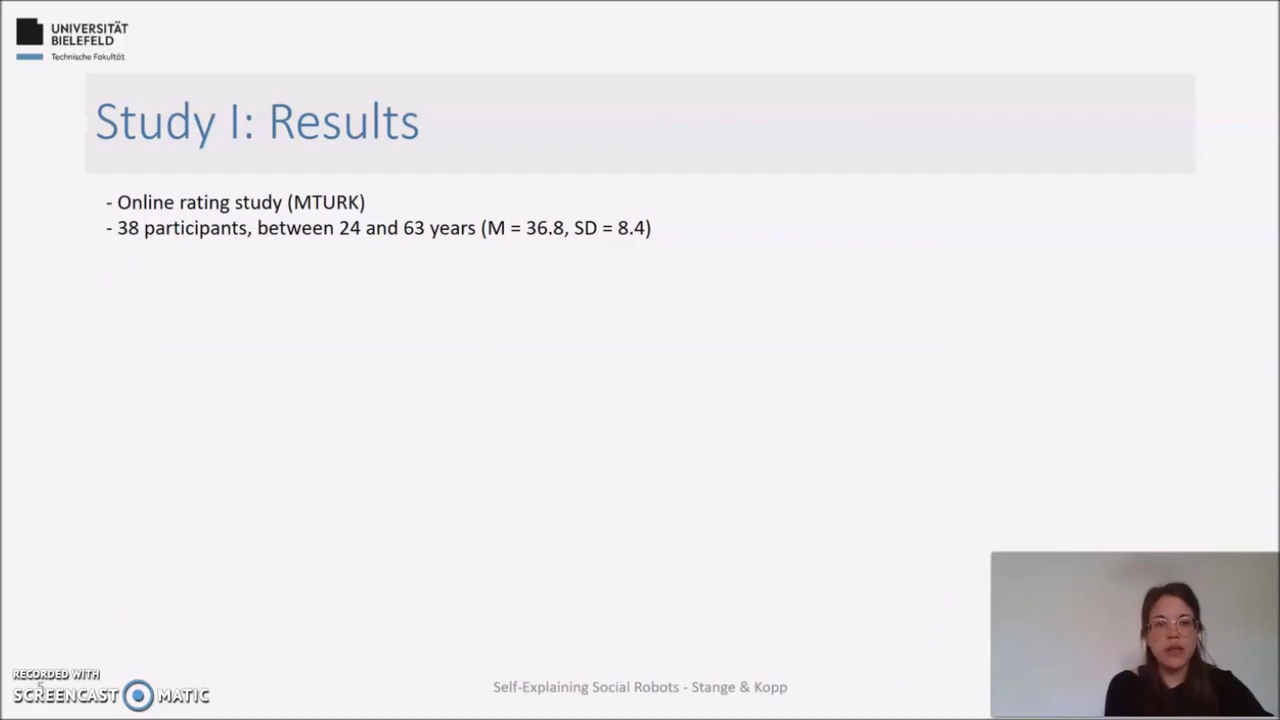 UNIVERSITÄT
BIELEFELD
Technische Fakultät
Study I: Results
- Online rating study (MTURK)
- 38 participants, between 24 and 63 years (M = 36.8, SD = 8.4)
RECORDED WITH
SCREENCAST MATIC
Self-Explaining Social Robots - Stange & Kopp